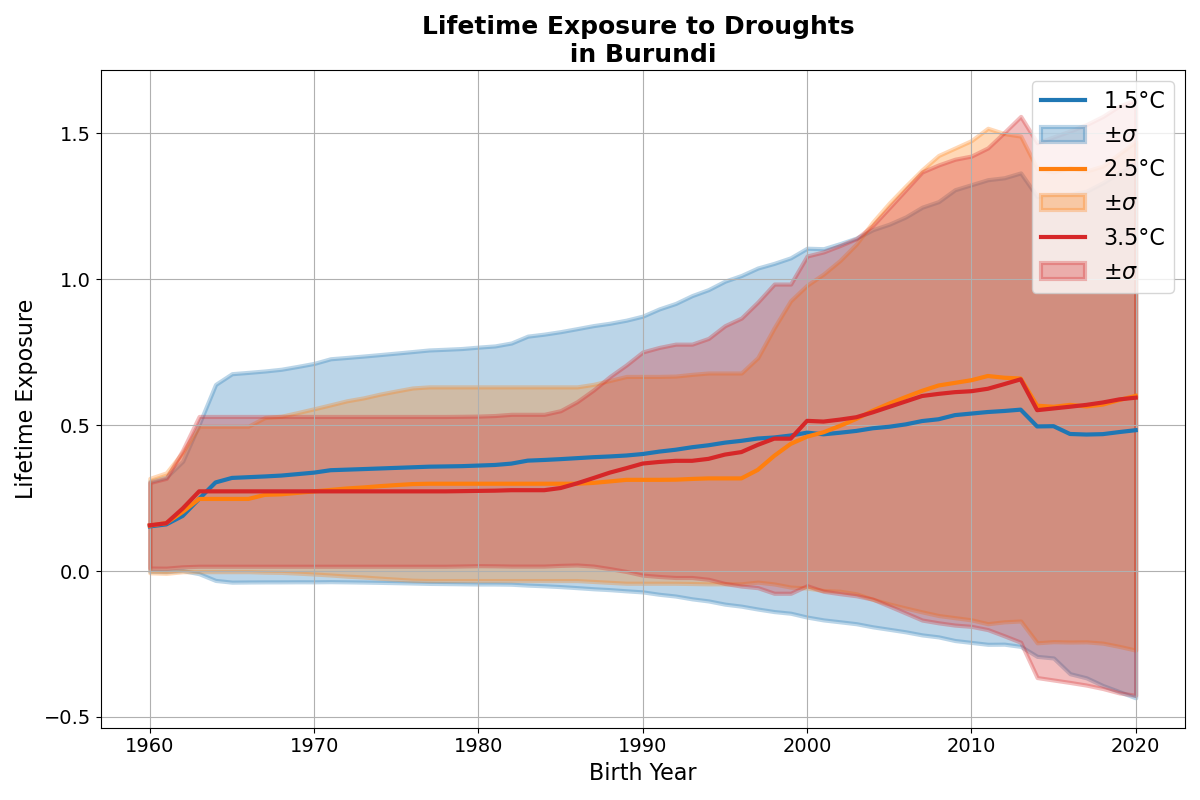 Lifetime Exposure to Droughts
in Burundi
1.5°C
±σ
2.5°C
±σ
3.5°C
±σ
Lifetime Exposure
1.5
1.0
0.5
0.0
−0.5
1960 1970 1980 1990 2000 2010 2020
Birth Year